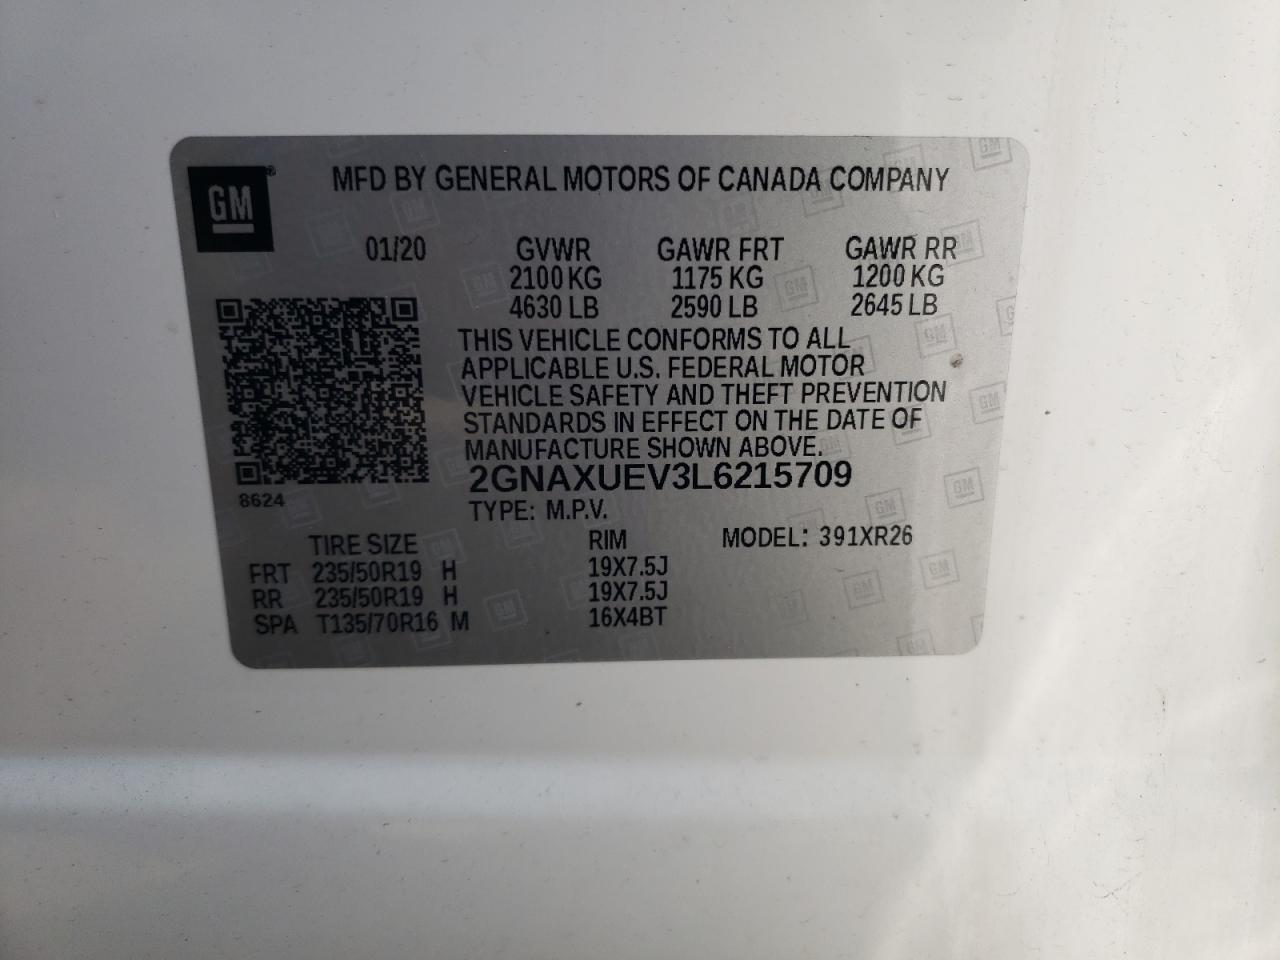 GM®
MFD BY GENERAL MOTORS OF CANADA COMPANY
01/20 GVWR GAWR FRT GAWR RR
2100 KG 1175 KG 1200 KG
4630 LB 2590 LB 2645 LB
THIS VEHICLE CONFORMS TO ALL
APPLICABLE U.S. FEDERAL MOTOR
VEHICLE SAFETY AND THEFT PREVENTION
STANDARDS IN EFFECT ON THE DATE OF
MANUFACTURE SHOWN ABOVE.
2GNAXUEV3L6215709
8624
TYPE: M.P.V.
TIRE SIZE RIM MODEL: 391XR26
FRT 235/50R19 H 19X7.5J
RR 235/50R19 H 19X7.5J
SPA T135/70R16 M 16X4BT